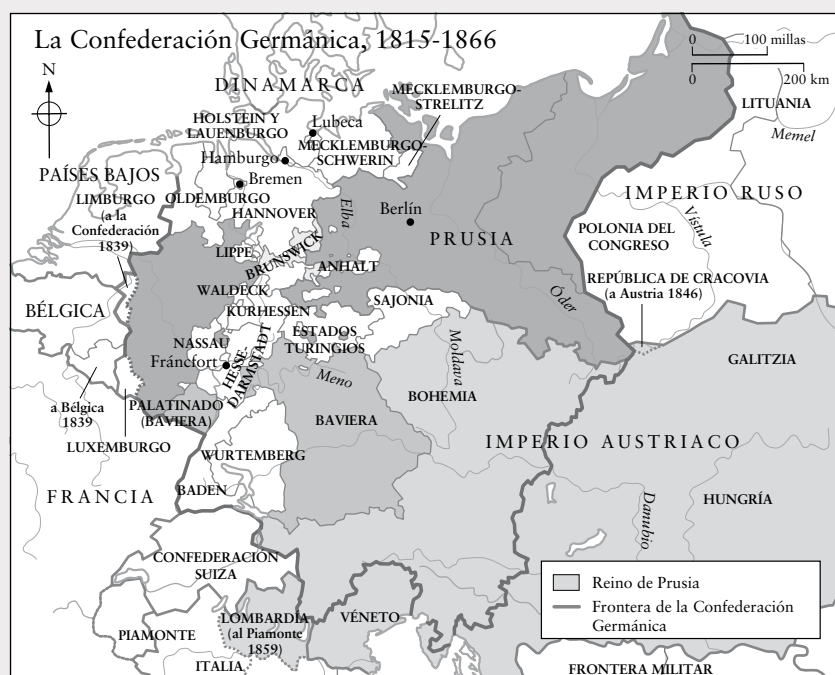 La Confederación Germánica, 1815-1866
0 100 millas
0 200 km
N
DINAMARCA
MECKLEMBURGO-
STRELITZ
LITUANIA
Memel
HOLSTEIN Y
LAUENBURGO
Lubeca
MECKLEMBURGO-
SCHWERIN
Hamburgo
Bremen
PAÍSES BAJOS
OLDEMBURGO
HANNOVER
LIMBURGO
(a la
Confederación
1839)
Elba
Berlín
PRUSIA
IMPERIO RUSO
Vístula
POLONIA DEL
CONGRESO
LIPPE
BRUNSWICK
ANHALT
REPÚBLICA DE CRACOVIA
(a Austria 1846)
WALDECK
SAJONIA
Óder
BÉLGICA
KURHESSEN
ESTADOS
TURINGIOS
NASSAU
Fráncfort
HESSE-
DARMSTADT
Meno
Moldava
GALITZIA
BOHEMIA
a Bélgica
1839
PALATINADO
(BAVIERA)
BAVIERA
LUXEMBURGO
IMPERIO AUSTRIACO
WURTEMBERG
FRANCIA
BADEN
Danubio
HUNGRÍA
CONFEDERACIÓN
SUIZA
Reino de Prusia
Frontera de la Confederación
Germánica
LOMBARDÍA
(al Piamonte
1859)
VÉNETO
PIAMONTE
ITALIA
FRONTERA MILITAR